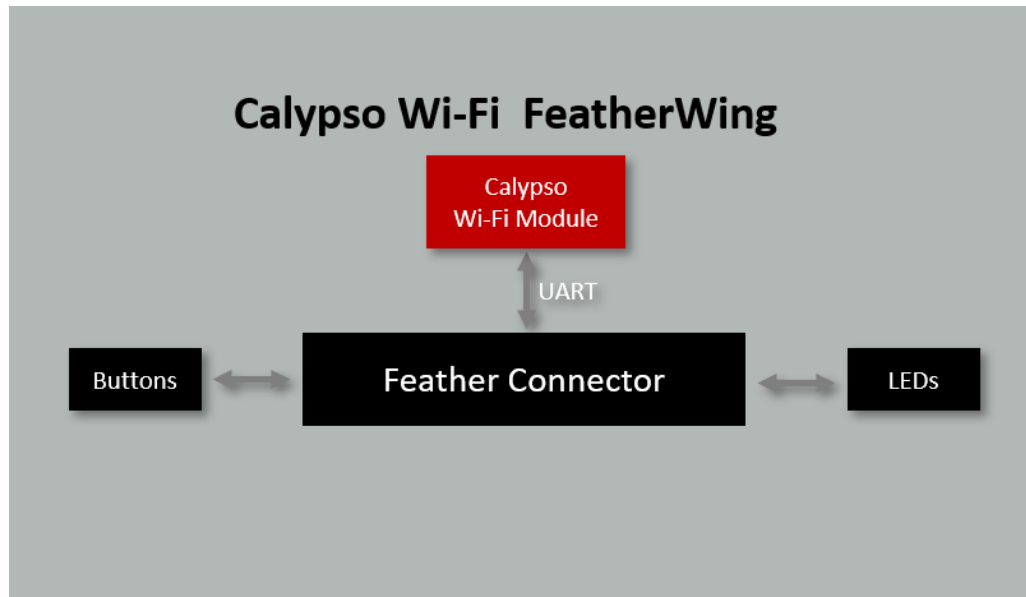 Calypso Wi-Fi FeatherWing
Calypso
Wi-Fi Module
UART
Buttons
Feather Connector
LEDs